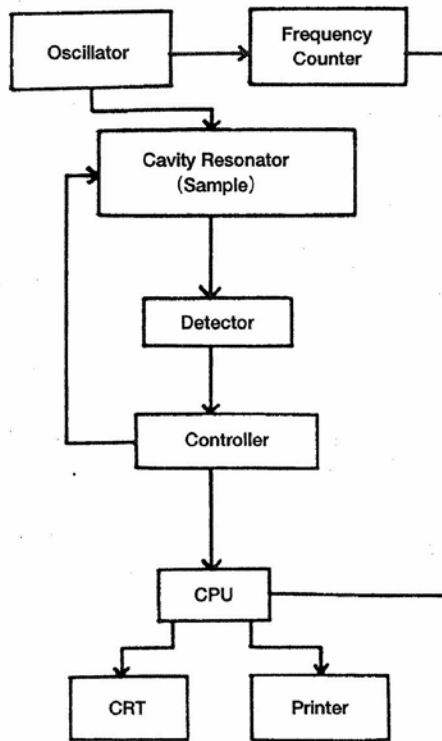 Oscillator
Frequency
Counter
Cavity Resonator
(Sample)
Detector
Controller
CPU
CRT
Printer